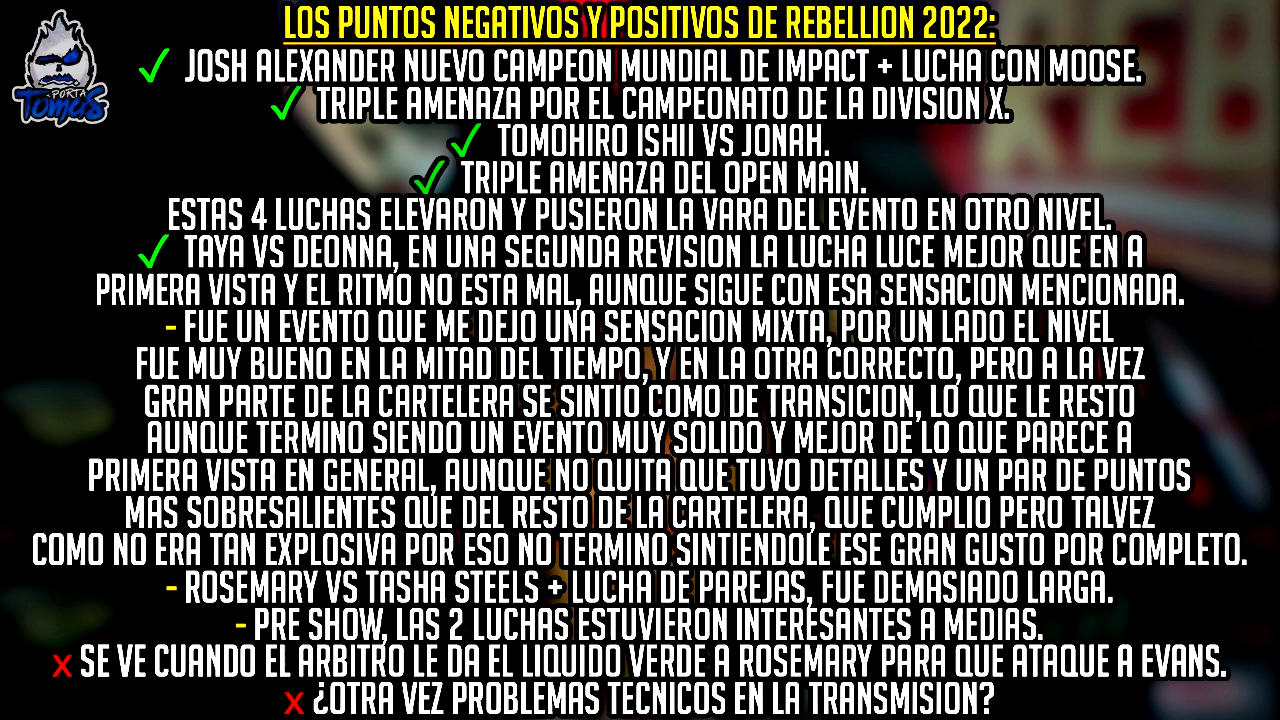 LOS PUNTOS NEGATIVOS Y POSITIVOS DE REBELLION 2022:
PORTA
TOMAS
✓ JOSH ALEXANDER NUEVO CAMPEON MUNDIAL DE IMPACT + LUCHA CON MOOSE.
✓ TRIPLE AMENAZA POR EL CAMPEONATO DE LA DIVISION X.
✓ TOMOHIRO ISHII VS JONAH.
✓ TRIPLE AMENAZA DEL OPEN MAIN.
ESTAS 4 LUCHAS ELEVARON Y PUSIERON LA VARA DEL EVENTO EN OTRO NIVEL.
✓ TAYA VS DEONNA, EN UNA SEGUNDA REVISION LA LUCHA LUCE MEJOR QUE EN A
PRIMERA VISTA Y EL RITMO NO ESTA MAL, AUNQUE SIGUE CON ESA SENSACION MENCIONADA.
- FUE UN EVENTO QUE ME DEJO UNA SENSACION MIXTA, POR UN LADO EL NIVEL
FUE MUY BUENO EN LA MITAD DEL TIEMPO, Y EN LA OTRA CORRECTO, PERO A LA VEZ
GRAN PARTE DE LA CARTELERA SE SINTIO COMO DE TRANSICION, LO QUE LE RESTO
AUNQUE TERMINO SIENDO UN EVENTO MUY SOLIDO Y MEJOR DE LO QUE PARECE A
PRIMERA VISTA EN GENERAL, AUNQUE NO QUITA QUE TUVO DETALLES Y UN PAR DE PUNTOS
MAS SOBRESALIENTES QUE DEL RESTO DE LA CARTELERA, QUE CUMPLIO PERO TALVEZ
COMO NO ERA TAN EXPLOSIVA POR ESO NO TERMINO SINTIENDOLE ESE GRAN GUSTO POR COMPLETO.
- ROSEMARY VS TASHA STEELS + LUCHA DE PAREJAS, FUE DEMASIADO LARGA.
- PRE SHOW, LAS 2 LUCHAS ESTUVIERON INTERESANTES A MEDIAS.
X SE VE CUANDO EL ARBITRO LE DA EL LIQUIDO VERDE A ROSEMARY PARA QUE ATAQUE A EVANS.
X ¿OTRA VEZ PROBLEMAS TECNICOS EN LA TRANSMISION?